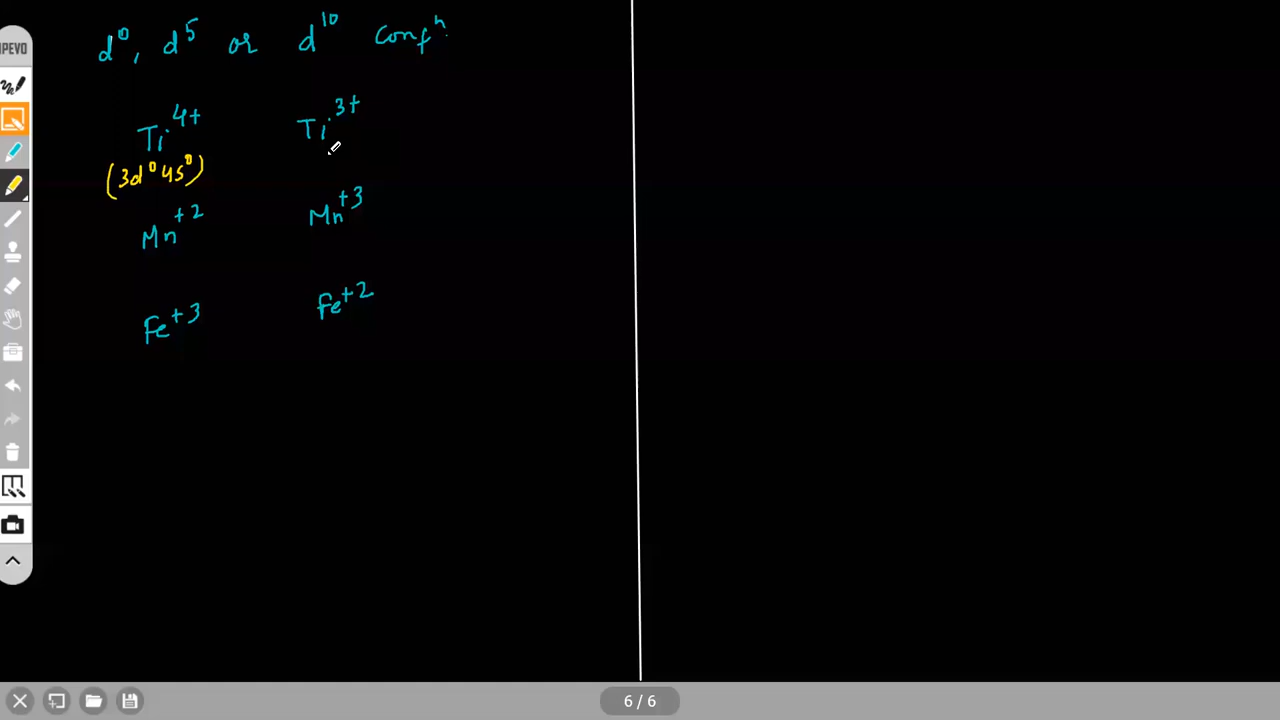 IPEVO
d⁰, d⁵ or d¹⁰ confⁿ.
Ti⁴⁺ Ti³⁺
(3d⁰4s⁰)
Mn⁺² Mn⁺³
Fe⁺³ Fe⁺²
6 / 6